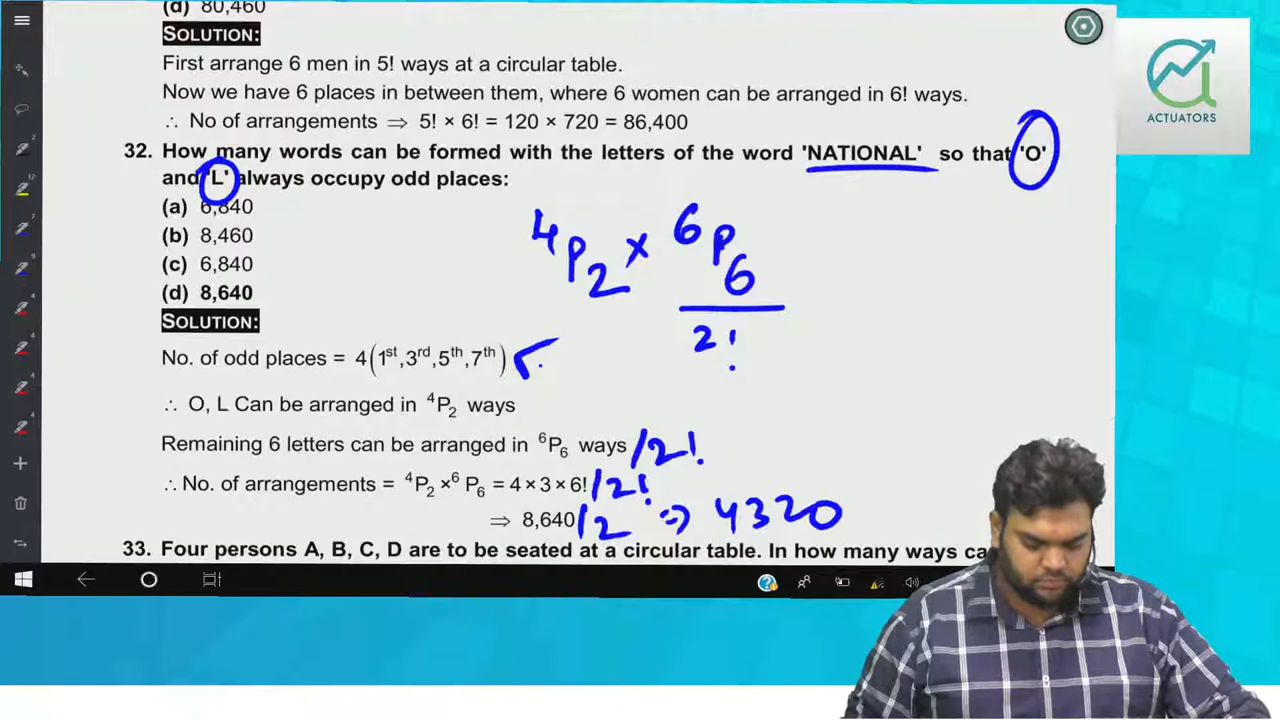 (d) 80,460
SOLUTION:
First arrange 6 men in 5! ways at a circular table.
Now we have 6 places in between them, where 6 women can be arranged in 6! ways.
∴ No of arrangements ⇒ 5! × 6! = 120 × 720 = 86,400
ACTUATORS
32. How many words can be formed with the letters of the word 'NATIONAL' so that 'O'
and 'L' always occupy odd places:
(a) 6,840
(b) 8,460
(c) 6,840
(d) 8,640
⁴P₂ × ⁶P₆
2!
SOLUTION:
No. of odd places = 4(1st,3rd,5th,7th)
∴ O, L Can be arranged in ⁴P₂ ways
Remaining 6 letters can be arranged in ⁶P₆ ways /2!
∴ No. of arrangements = ⁴P₂ ×⁶ P₆ = 4 × 3 × 6! /2!
⇒ 8,640 /2 ⇒ 4320
33. Four persons A, B, C, D are to be seated at a circular table. In how many ways ca